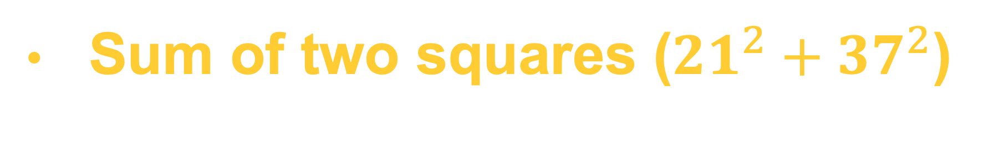 • Sum of two squares (21² + 37²)